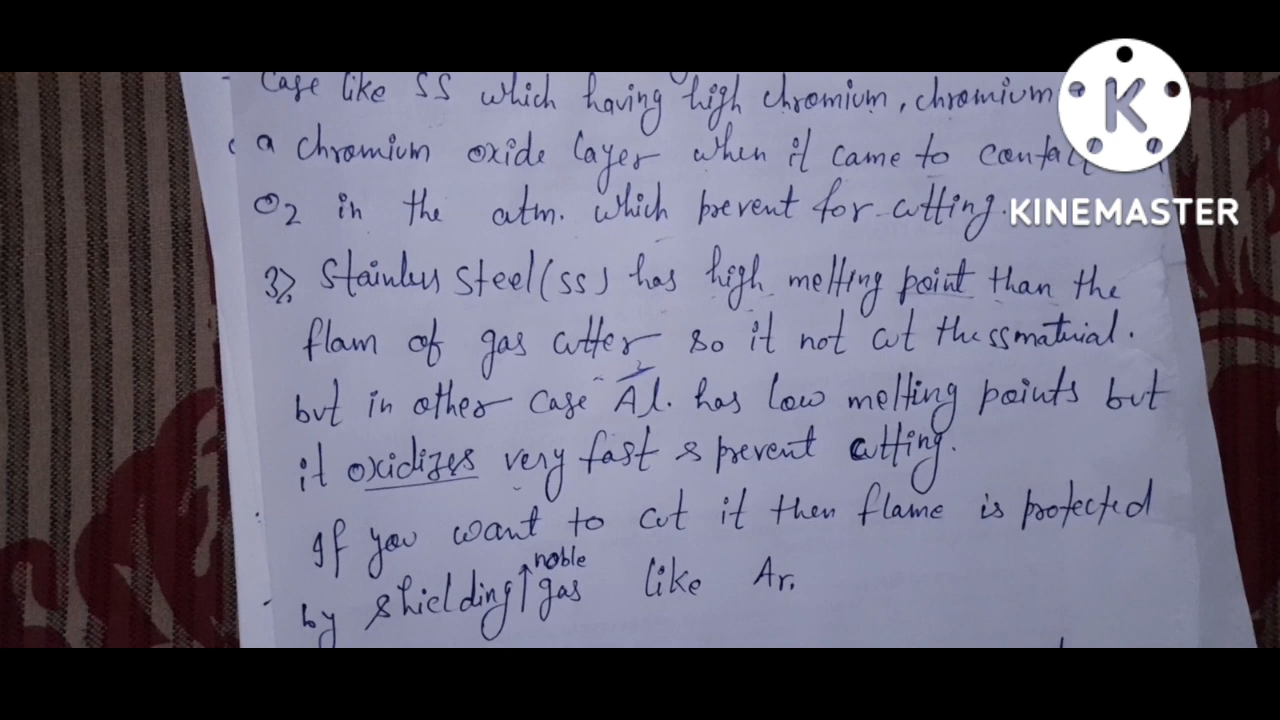 Case like SS which having high chromium, chromium
a chromium oxide layer when it came to contact
O2 in the atm. which prevent for cutting.
3> Stainless steel (SS) has high melting point than the
flam of gas cutter so it not cut the ss material.
but in other case Al. has low melting points but
it oxidizes very fast & prevent cutting.
If you want to cut it then flame is protected
by shielding ↑ noble gas like Ar.
K
KINEMASTER